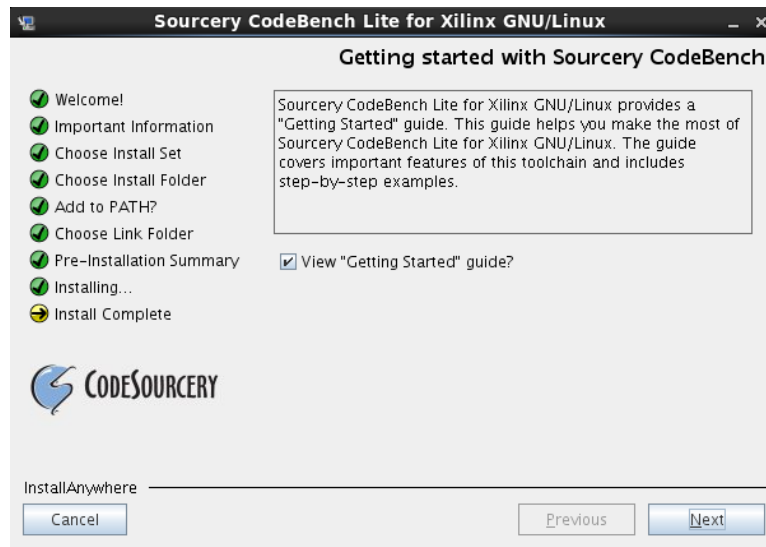 Sourcery CodeBench Lite for Xilinx GNU/Linux
Getting started with Sourcery CodeBench
Welcome!
Important Information
Choose Install Set
Choose Install Folder
Add to PATH?
Choose Link Folder
Pre-Installation Summary
Installing...
Install Complete
Sourcery CodeBench Lite for Xilinx GNU/Linux provides a
"Getting Started" guide. This guide helps you make the most of
Sourcery CodeBench Lite for Xilinx GNU/Linux. The guide
covers important features of this toolchain and includes
step-by-step examples.
View "Getting Started" guide?
CODESOURCERY
InstallAnywhere
Cancel
Previous
Next